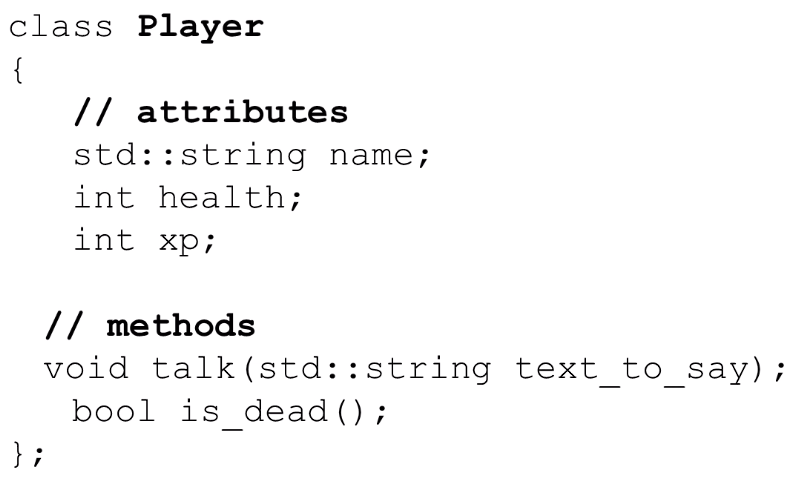 class Player
{
// attributes
std::string name;
int health;
int xp;
// methods
void talk(std::string text_to_say);
bool is_dead();
};